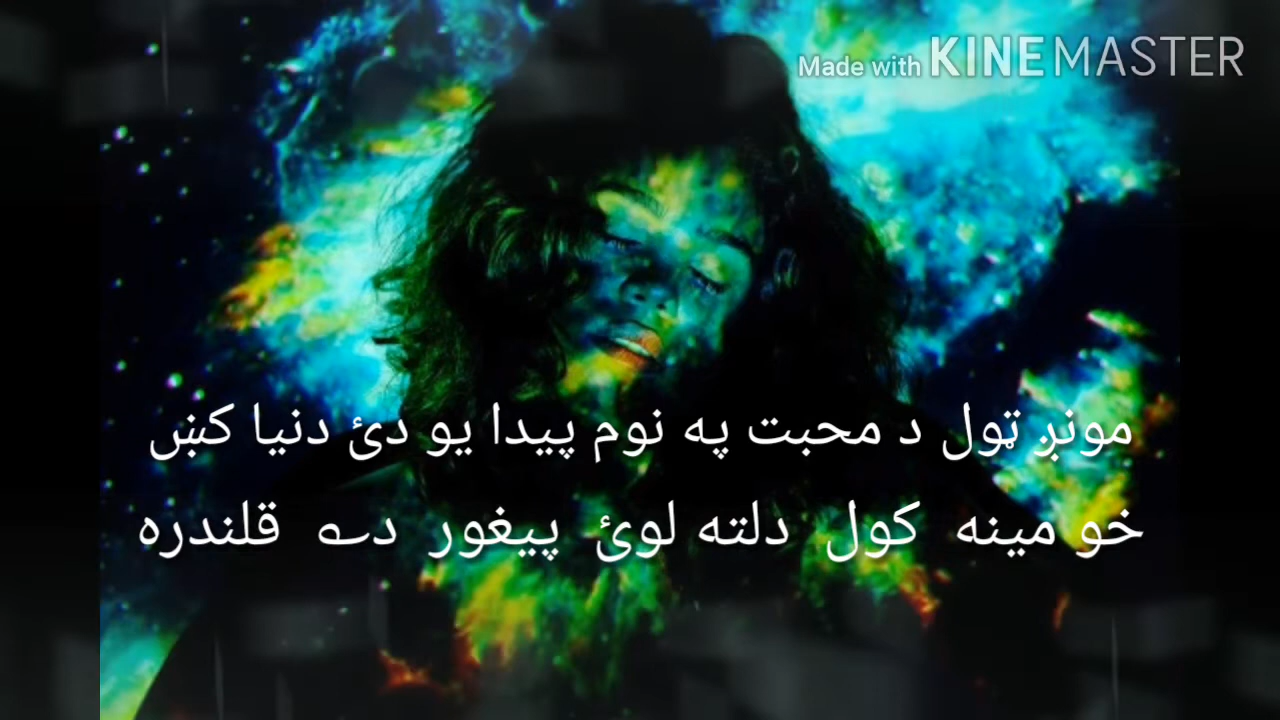 Made with KINEMASTER
مونږ ټول د محبت په نوم پیدا یو دئ دنیا کښں
خو مینه کول دلته لوئ پیغور دے قلندره